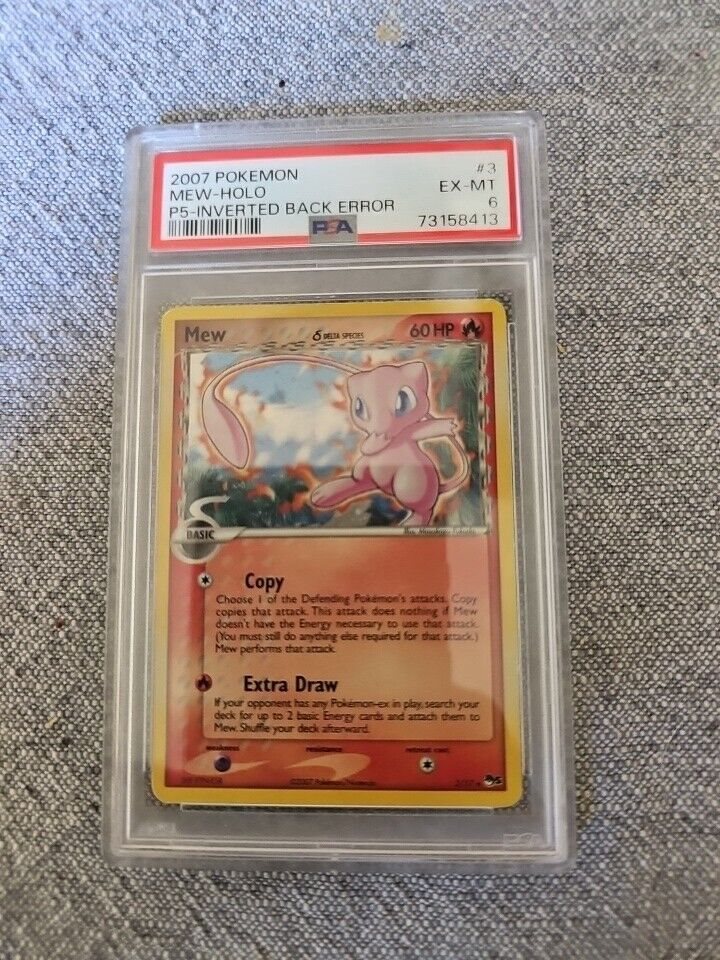 2007 POKEMON #3
MEW-HOLO EX-MT
P5-INVERTED BACK ERROR 6
PSA 73158413
Mew δ DELTA SPECIES 60 HP
BASIC
Copy
Choose 1 of the Defending Pokémon's attacks. Copy
copies that attack. This attack does nothing if Mew
doesn't have the Energy necessary to use that attack.
(You must still do anything else required for that attack.)
Mew performs that attack.
Extra Draw
If your opponent has any Pokémon-ex in play, search your
deck for up to 2 basic Energy cards and attach them to
Mew. Shuffle your deck afterward.
weakness resistance retreat cost
©2007 Pokémon/Nintendo 3/17